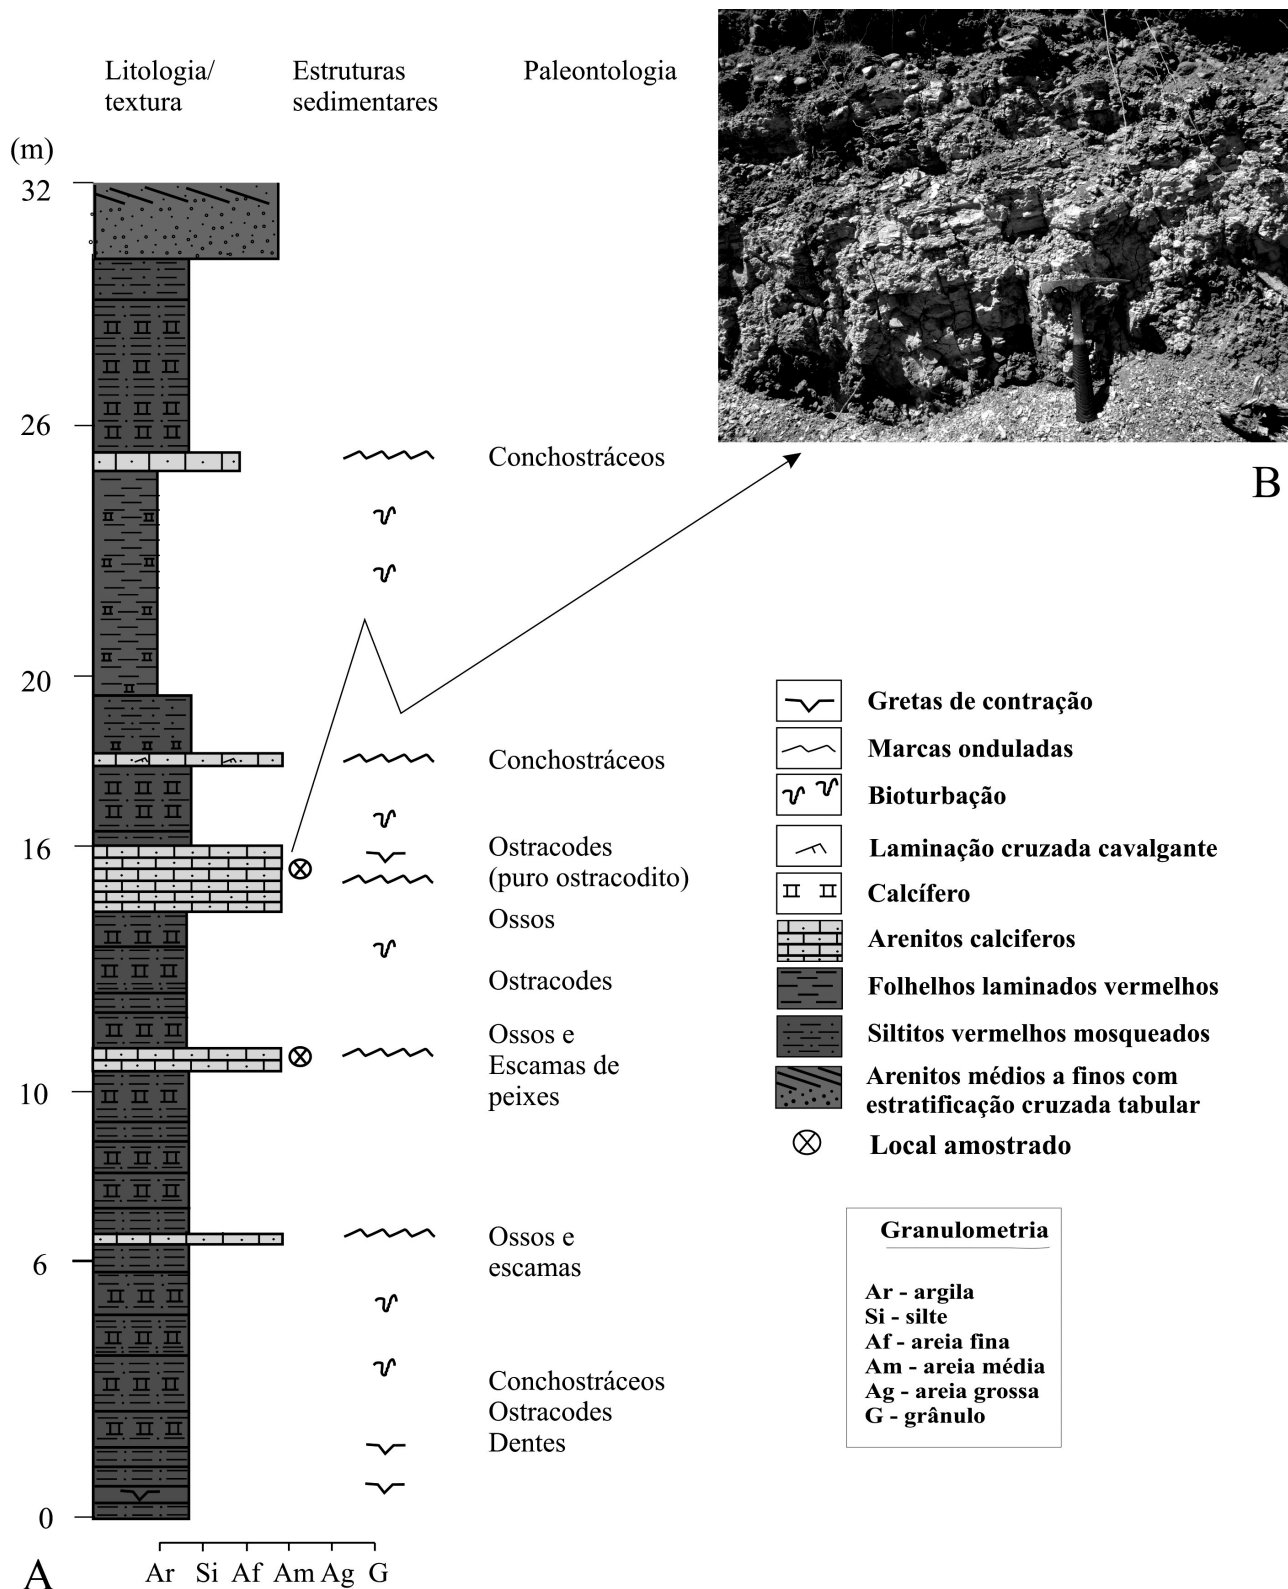 Litologia/
textura
Estruturas
sedimentares
Paleontologia
(m)
32
26
20
16
10
6
0
Conchostráceos
Conchostráceos
Ostracodes
(puro ostracodito)
Ossos
Ostracodes
Ossos e
Escamas de
peixes
Ossos e
escamas
Conchostráceos
Ostracodes
Dentes
Ar Si Af Am Ag G
A
B
Gretas de contração
Marcas onduladas
Bioturbação
Laminação cruzada cavalgante
Calcífero
Arenitos calciferos
Folhelhos laminados vermelhos
Siltitos vermelhos mosqueados
Arenitos médios a finos com
estratificação cruzada tabular
Local amostrado
Granulometria
Ar - argila
Si - silte
Af - areia fina
Am - areia média
Ag - areia grossa
G - grânulo